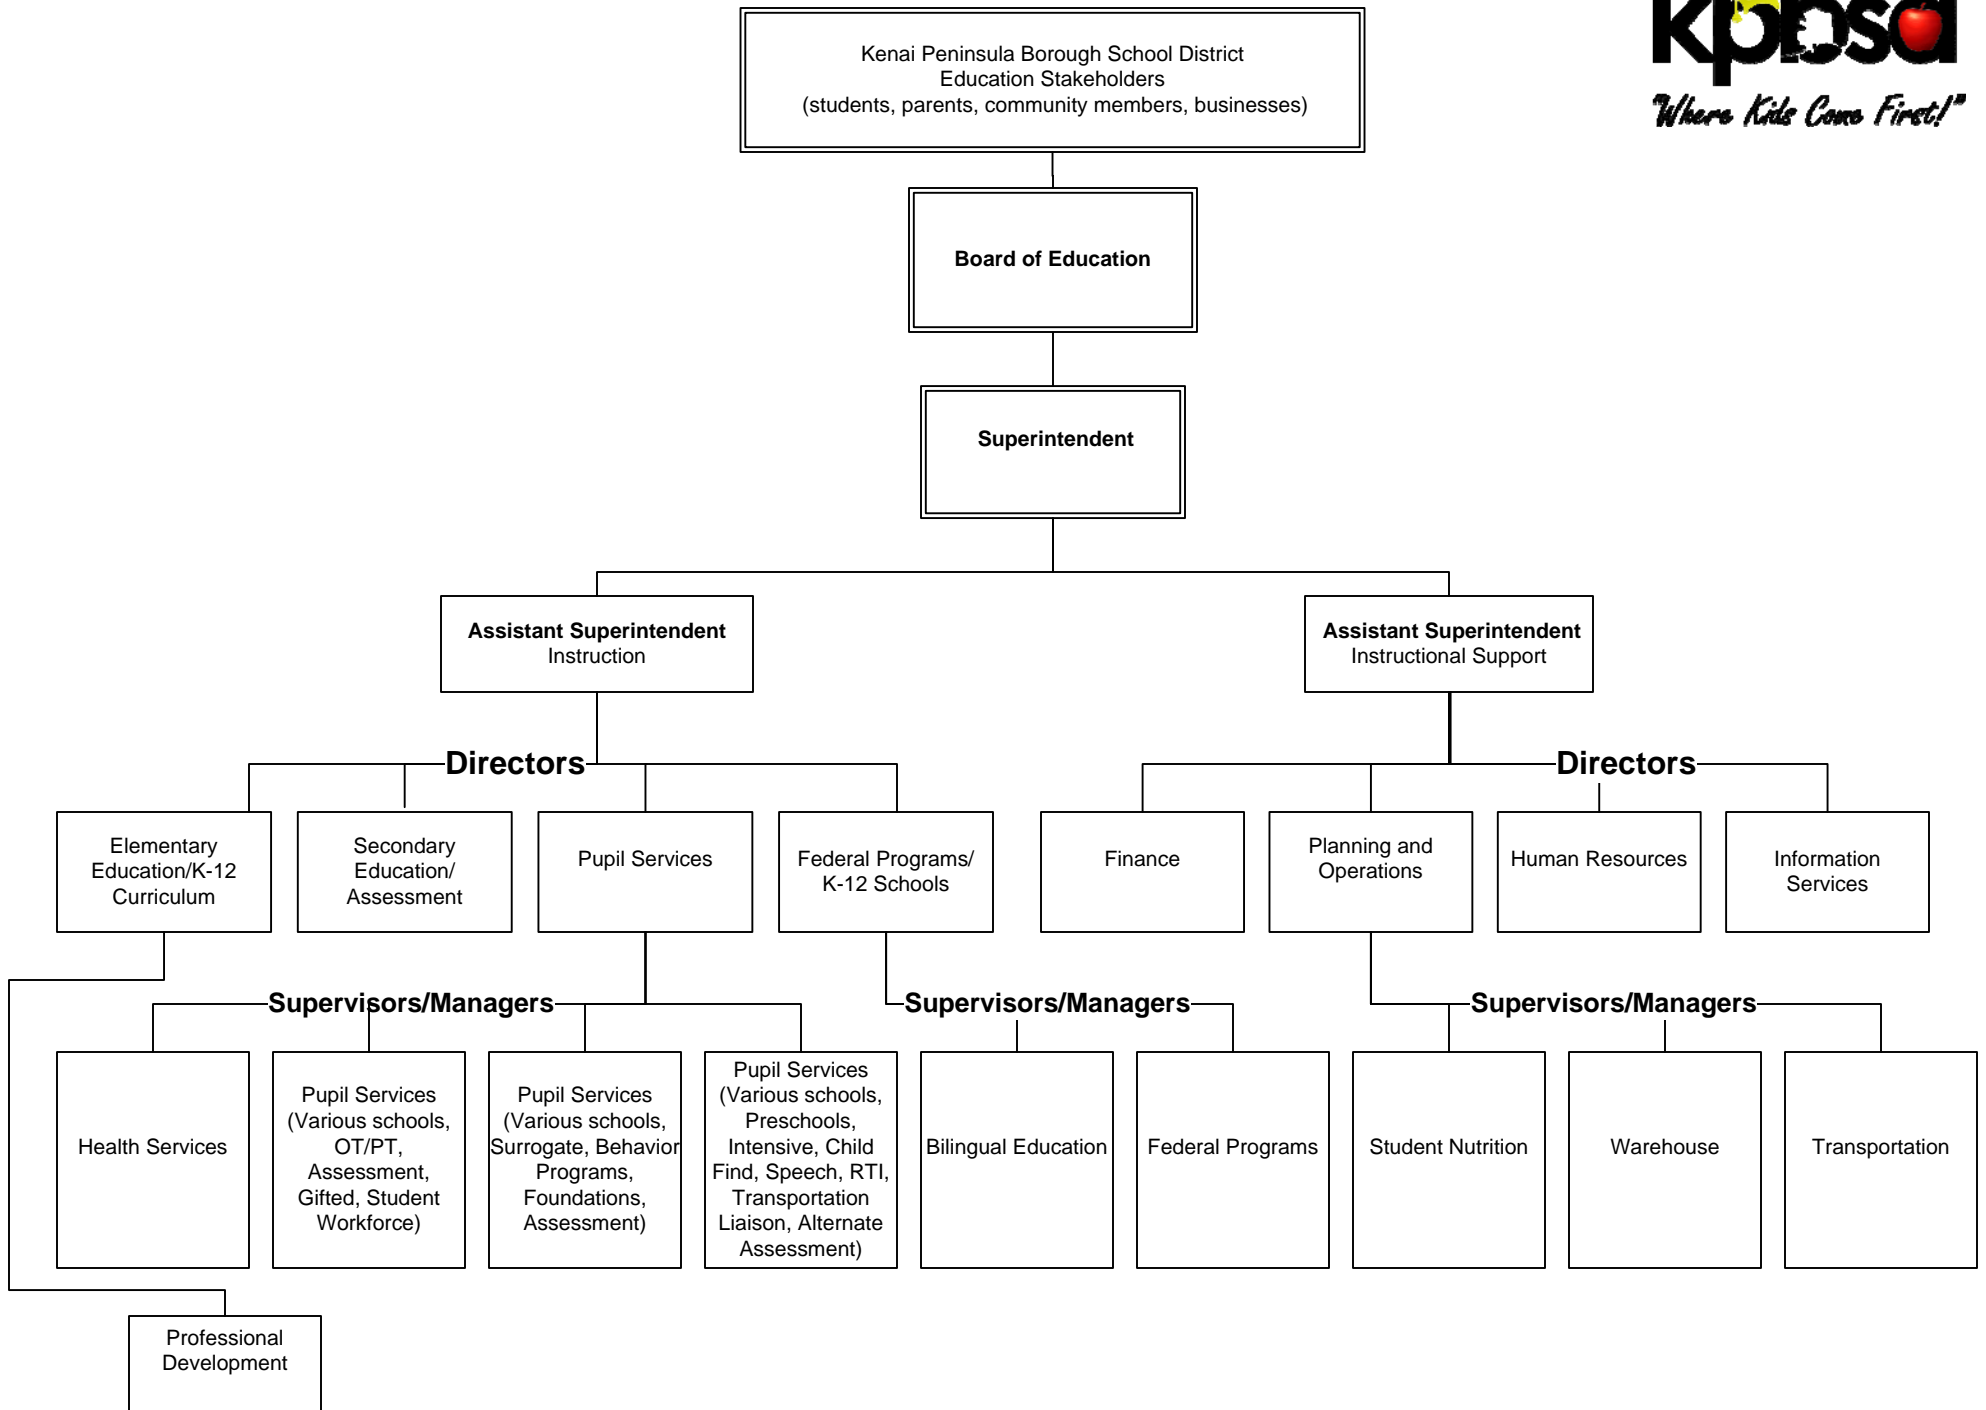 Kenai Peninsula Borough School District
Education Stakeholders
(students, parents, community members, businesses)
kpbsd
"Where Kids Come First!"
Board of Education
Superintendent
Assistant Superintendent
Instruction
Assistant Superintendent
Instructional Support
Directors
Directors
Elementary
Education/K-12
Curriculum
Secondary
Education/
Assessment
Pupil Services
Federal Programs/
K-12 Schools
Finance
Planning and
Operations
Human Resources
Information
Services
Supervisors/Managers
Supervisors/Managers
Supervisors/Managers
Health Services
Pupil Services
(Various schools,
OT/PT,
Assessment,
Gifted, Student
Workforce)
Pupil Services
(Various schools,
Surrogate, Behavior
Programs,
Foundations,
Assessment)
Pupil Services
(Various schools,
Preschools,
Intensive, Child
Find, Speech, RTI,
Transportation
Liaison, Alternate
Assessment)
Bilingual Education
Federal Programs
Student Nutrition
Warehouse
Transportation
Professional
Development